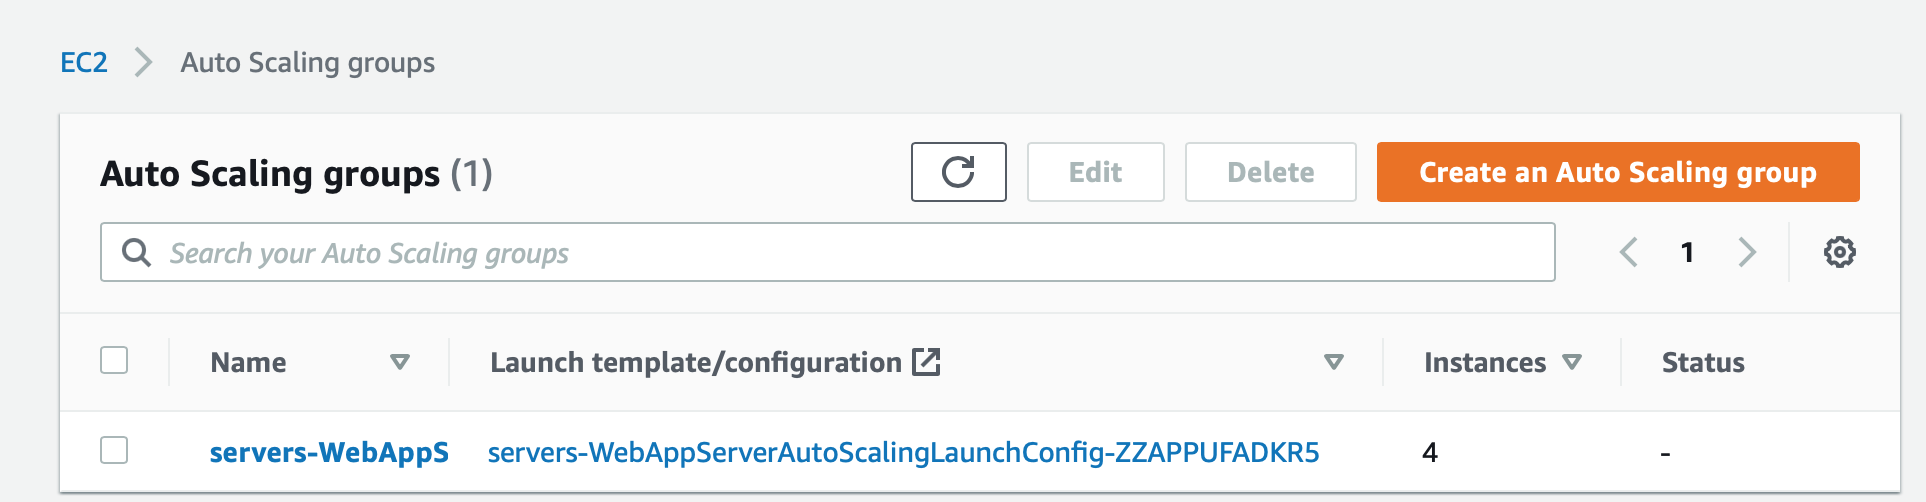 EC2 Auto Scaling groups
Auto Scaling groups (1) Edit Delete Create an Auto Scaling group
Search your Auto Scaling groups 1
Name Launch template/configuration Instances Status
servers-WebAppS servers-WebAppServerAutoScalingLaunchConfig-ZZAPPUFADKR5 4 -